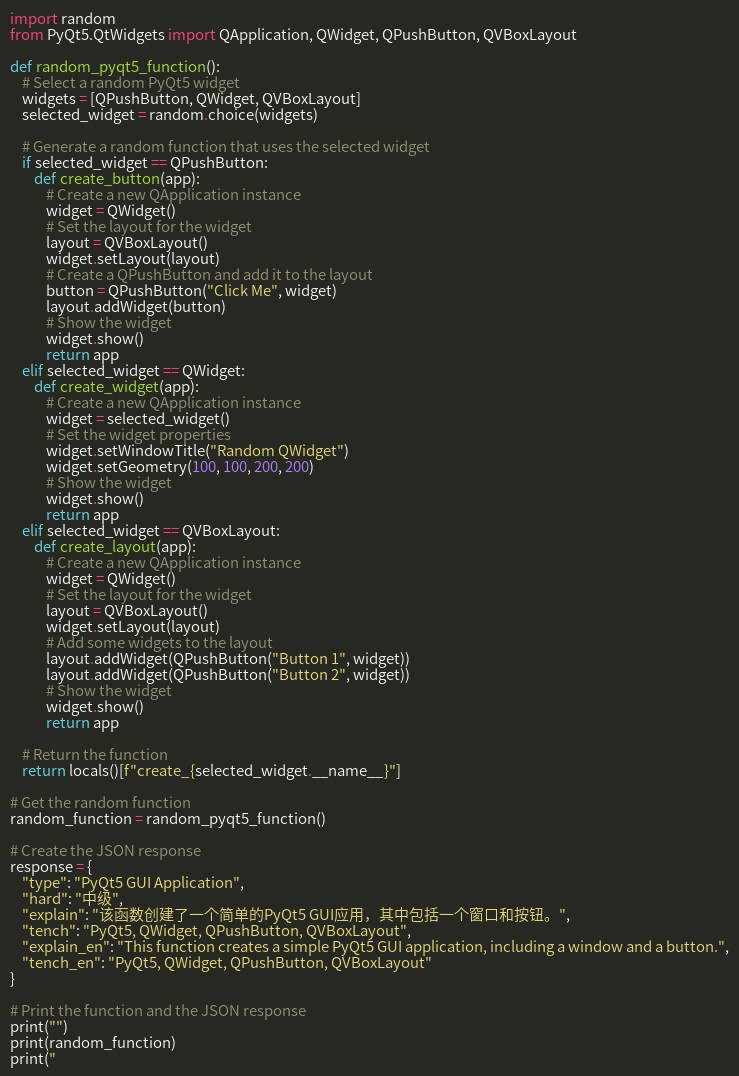 import random
from PyQt5.QtWidgets import QApplication, QWidget, QPushButton, QVBoxLayout

def random_pyqt5_function():
    # Select a random PyQt5 widget
    widgets = [QPushButton, QWidget, QVBoxLayout]
    selected_widget = random.choice(widgets)

    # Generate a random function that uses the selected widget
    if selected_widget == QPushButton:
        def create_button(app):
            # Create a new QApplication instance
            widget = QWidget()
            # Set the layout for the widget
            layout = QVBoxLayout()
            widget.setLayout(layout)
            # Create a QPushButton and add it to the layout
            button = QPushButton("Click Me", widget)
            layout.addWidget(button)
            # Show the widget
            widget.show()
            return app
    elif selected_widget == QWidget:
        def create_widget(app):
            # Create a new QApplication instance
            widget = selected_widget()
            # Set the widget properties
            widget.setWindowTitle("Random QWidget")
            widget.setGeometry(100, 100, 200, 200)
            # Show the widget
            widget.show()
            return app
    elif selected_widget == QVBoxLayout:
        def create_layout(app):
            # Create a new QApplication instance
            widget = QWidget()
            # Set the layout for the widget
            layout = QVBoxLayout()
            widget.setLayout(layout)
            # Add some widgets to the layout
            layout.addWidget(QPushButton("Button 1", widget))
            layout.addWidget(QPushButton("Button 2", widget))
            # Show the widget
            widget.show()
            return app

    # Return the function
    return locals()[f"create_{selected_widget.__name__}"]

# Get the random function
random_function = random_pyqt5_function()

# Create the JSON response
response = {
    "type": "PyQt5 GUI Application",
    "hard": "中级",
    "explain": "该函数创建了一个简单的PyQt5 GUI应用，其中包括一个窗口和按钮。",
    "tench": "PyQt5, QWidget, QPushButton, QVBoxLayout",
    "explain_en": "This function creates a simple PyQt5 GUI application, including a window and a button.",
    "tench_en": "PyQt5, QWidget, QPushButton, QVBoxLayout"
}

# Print the function and the JSON response
print("")
print(random_function)
print("